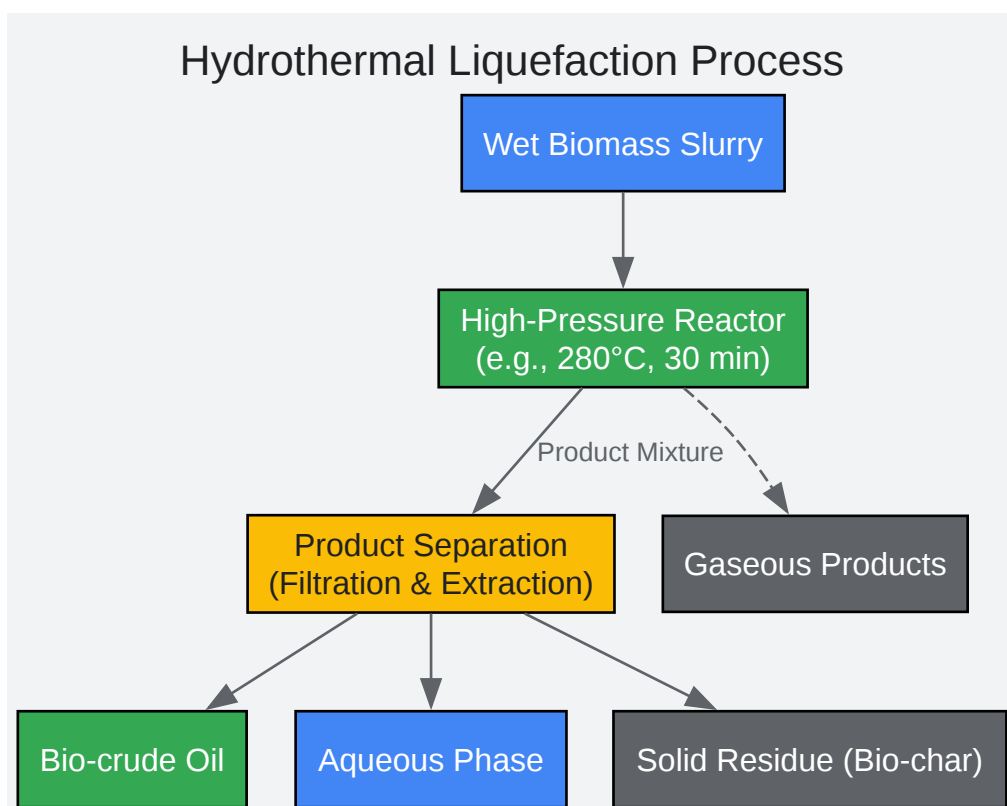 Hydrothermal Liquefaction Process
Wet Biomass Slurry
High-Pressure Reactor
(e.g., 280°C, 30 min)
Product Mixture
Product Separation
(Filtration & Extraction)
Gaseous Products
Bio-crude Oil
Aqueous Phase
Solid Residue (Bio-char)